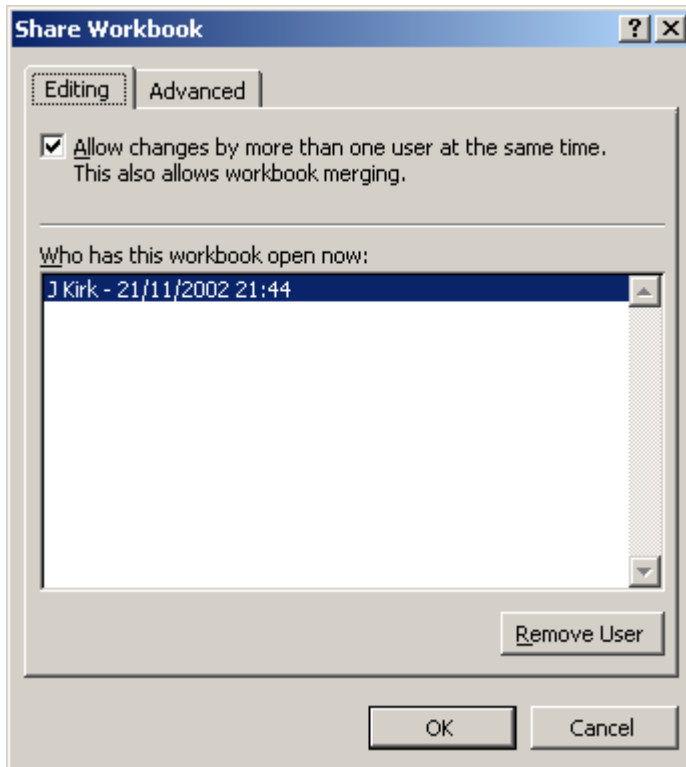 Share Workbook
Editing Advanced
Allow changes by more than one user at the same time.
This also allows workbook merging.
Who has this workbook open now:
J Kirk - 21/11/2002 21:44
Remove User
OK Cancel